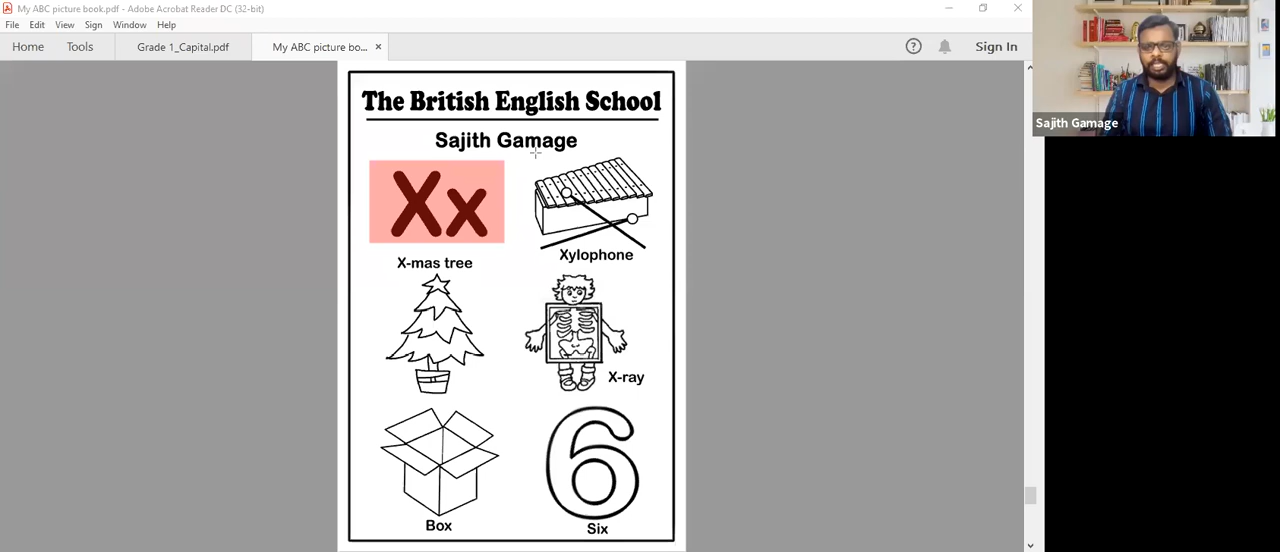 My ABC picture book.pdf - Adobe Acrobat Reader DC (32-bit)
File Edit View Sign Window Help
Home Tools Grade 1_Capital.pdf My ABC picture bo... × ? Sign In
Sajith Gamage
The British English School
Sajith Gamage
Xx
Xylophone
X-mas tree
X-ray
6
Box
Six